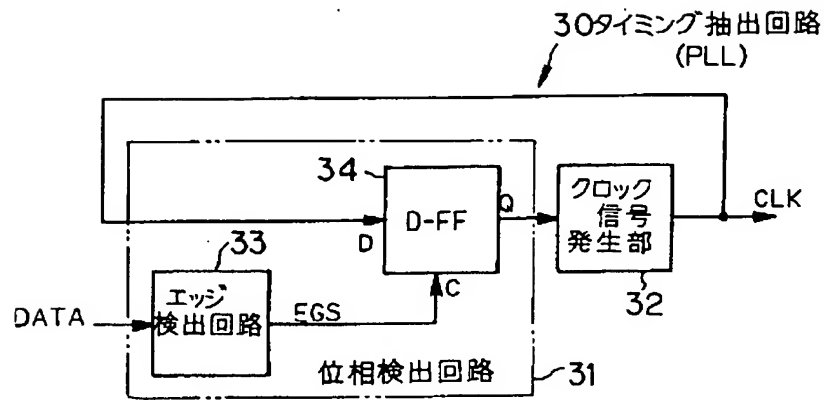 30タイミング抽出回路
(PLL)
34
D-FF
D
Q
C
クロック
信号
発生部
CLK
32
33
エッジ
検出回路
DATA
EGS
位相検出回路
31